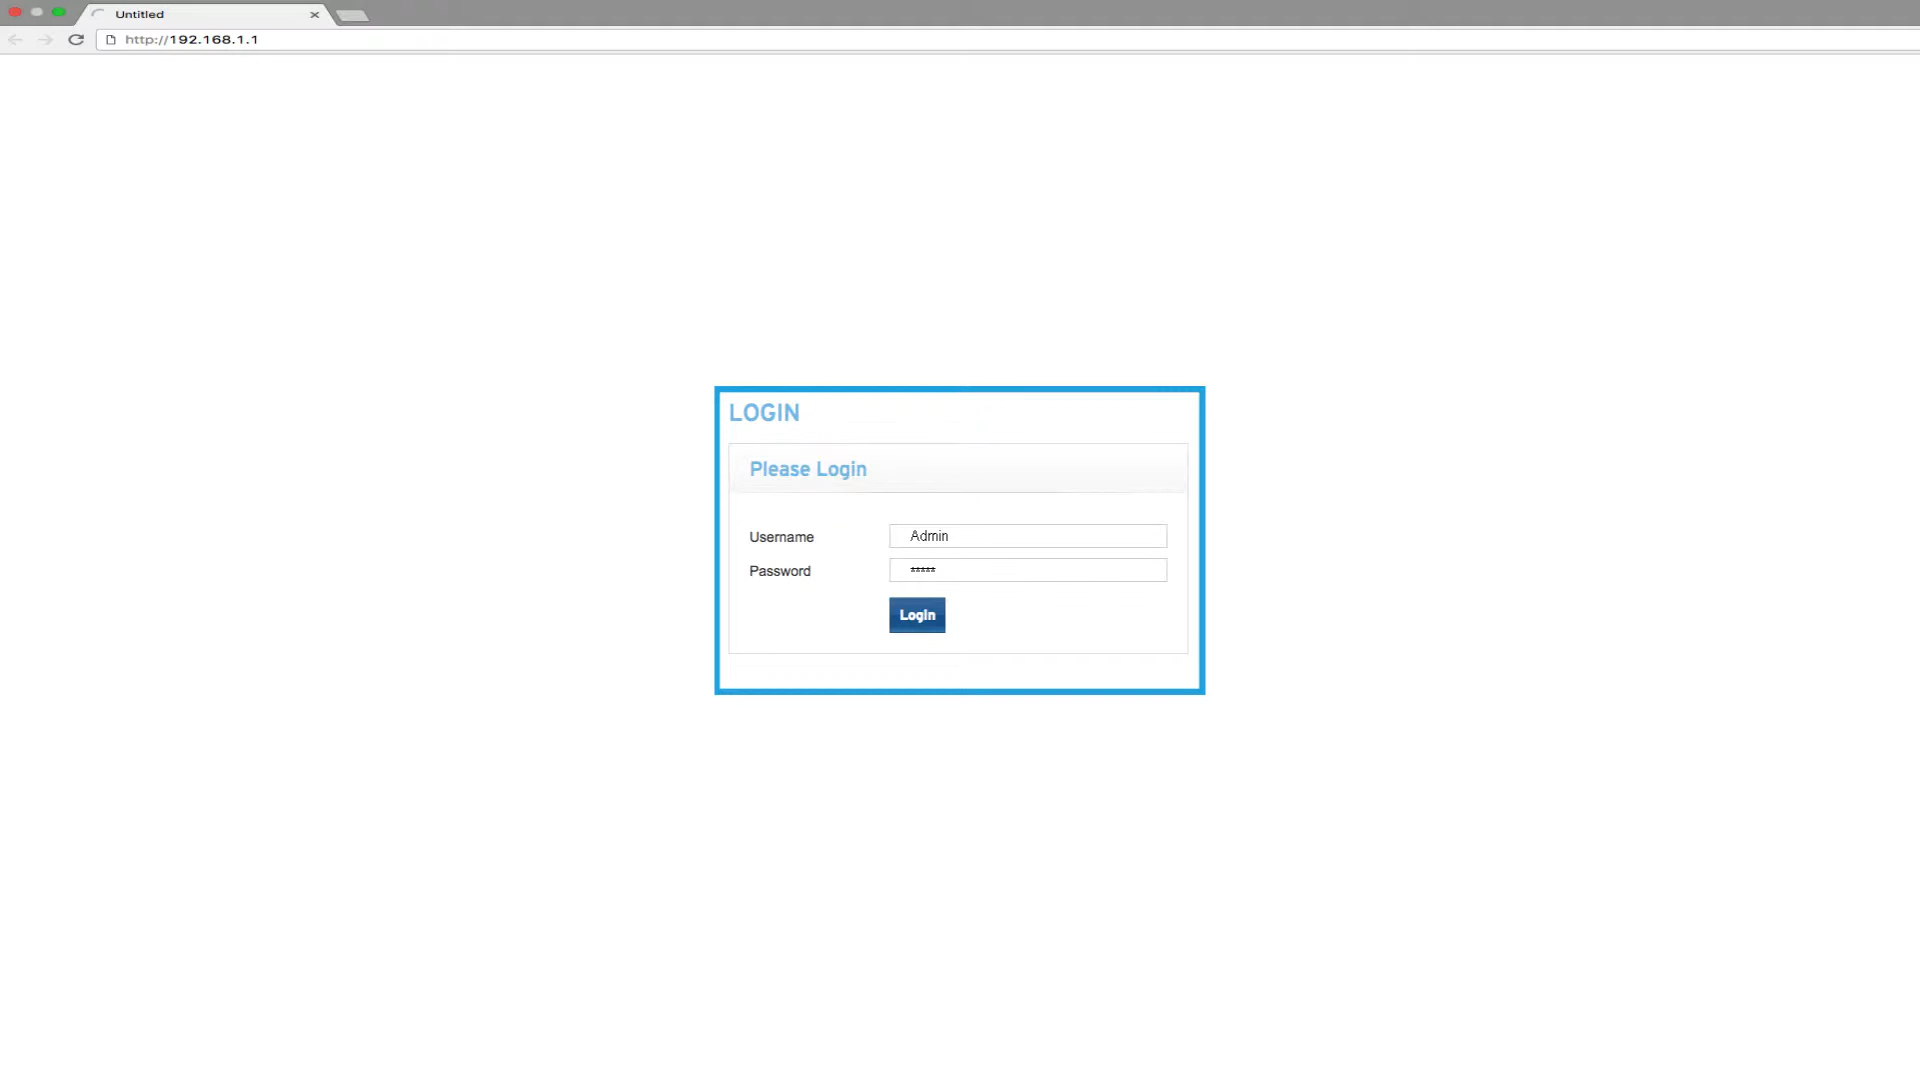 Untitled
http://192.168.1.1
LOGIN
Please Login
Username Admin
Password *****
Login